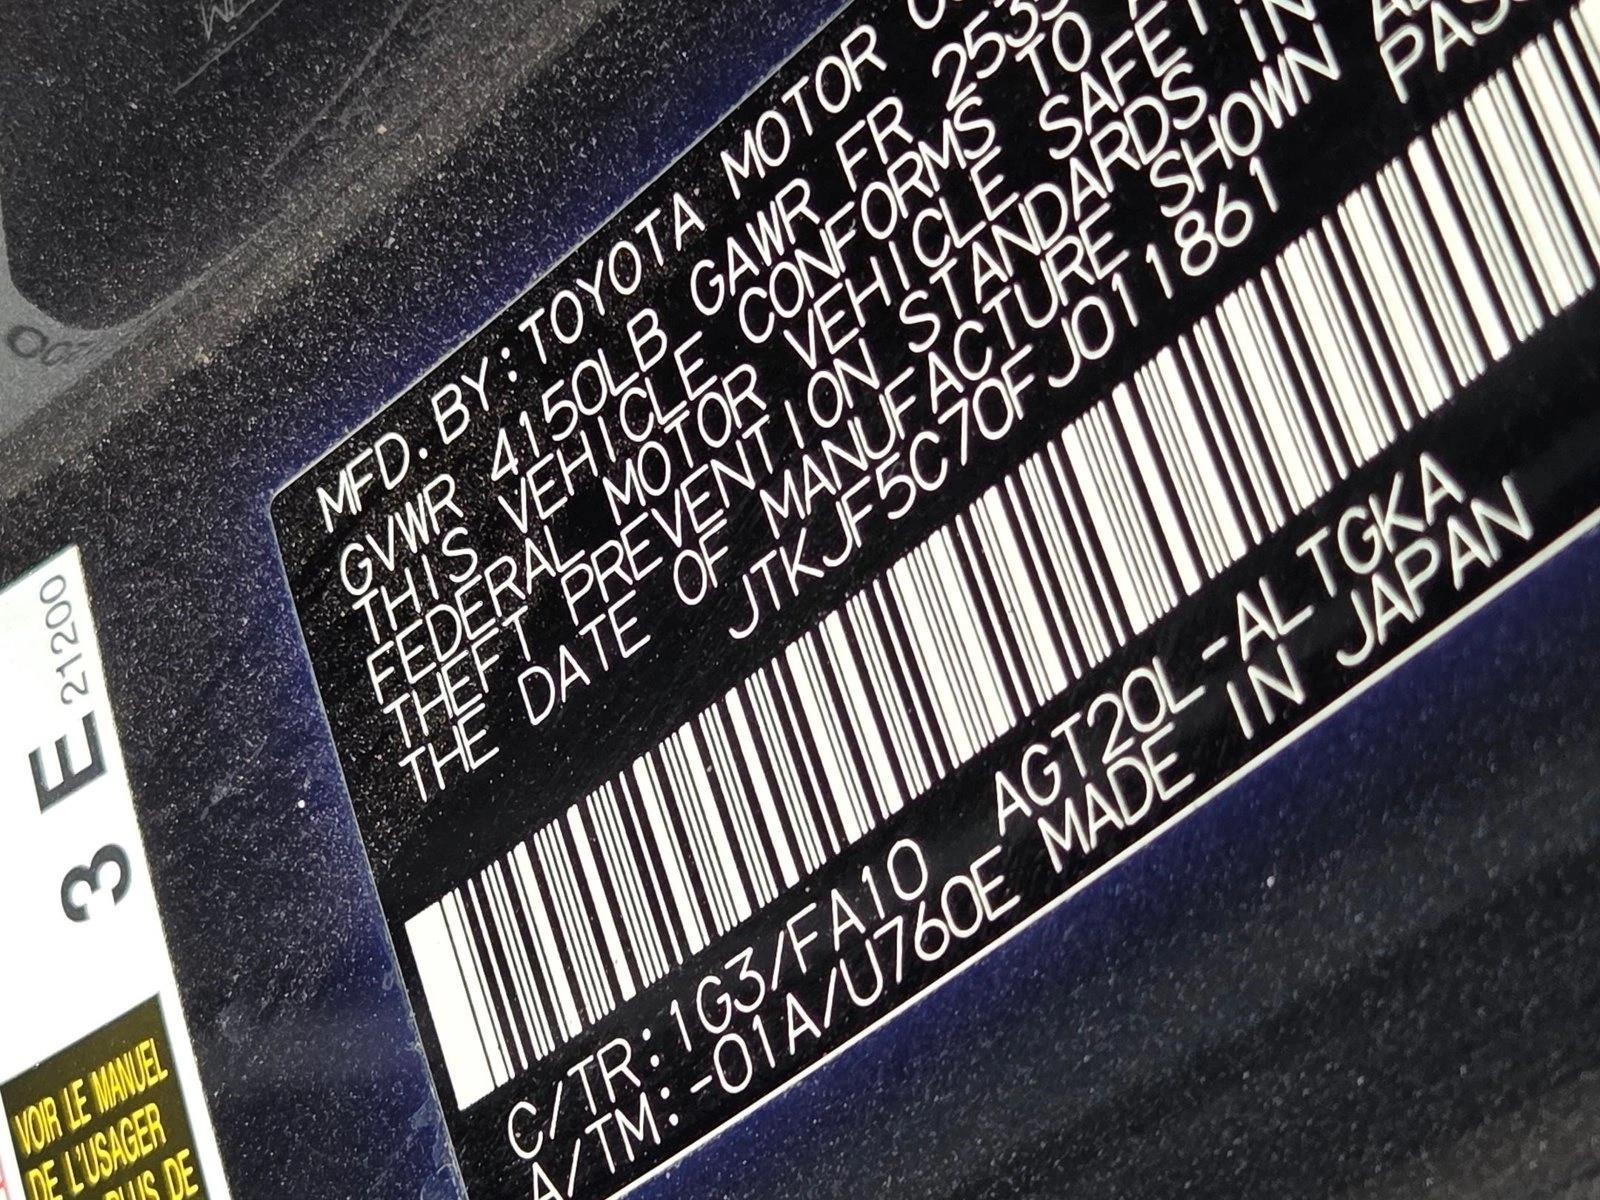 MFD. BY: TOYOTA MOTOR
GVWR 4150LB GAWR FR
THIS VEHICLE CONFORMS TO
FEDERAL MOTOR VEHICLE
THEFT PREVENTION STANDARDS IN
THE DATE OF MANUFACTURE SHOWN
JTKJF5C70FJ011861
C/TR:1G3/FA10 AGT20L-ALTGKA
A/TM:-01A/U760E MADE IN JAPAN
3 E 21200
VOIR LE MANUEL
DE L'USAGER
PLUS DE